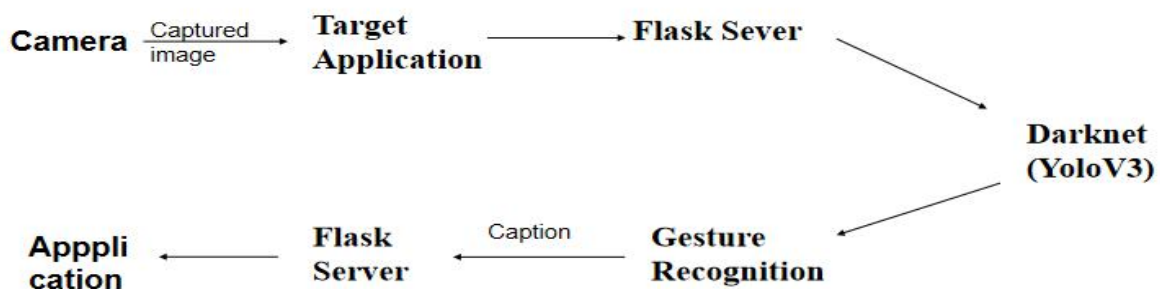 Camera
Captured
image
Target
Application
Flask Sever
Darknet
(YoloV3)
Gesture
Recognition
Caption
Flask
Server
Apppli
cation